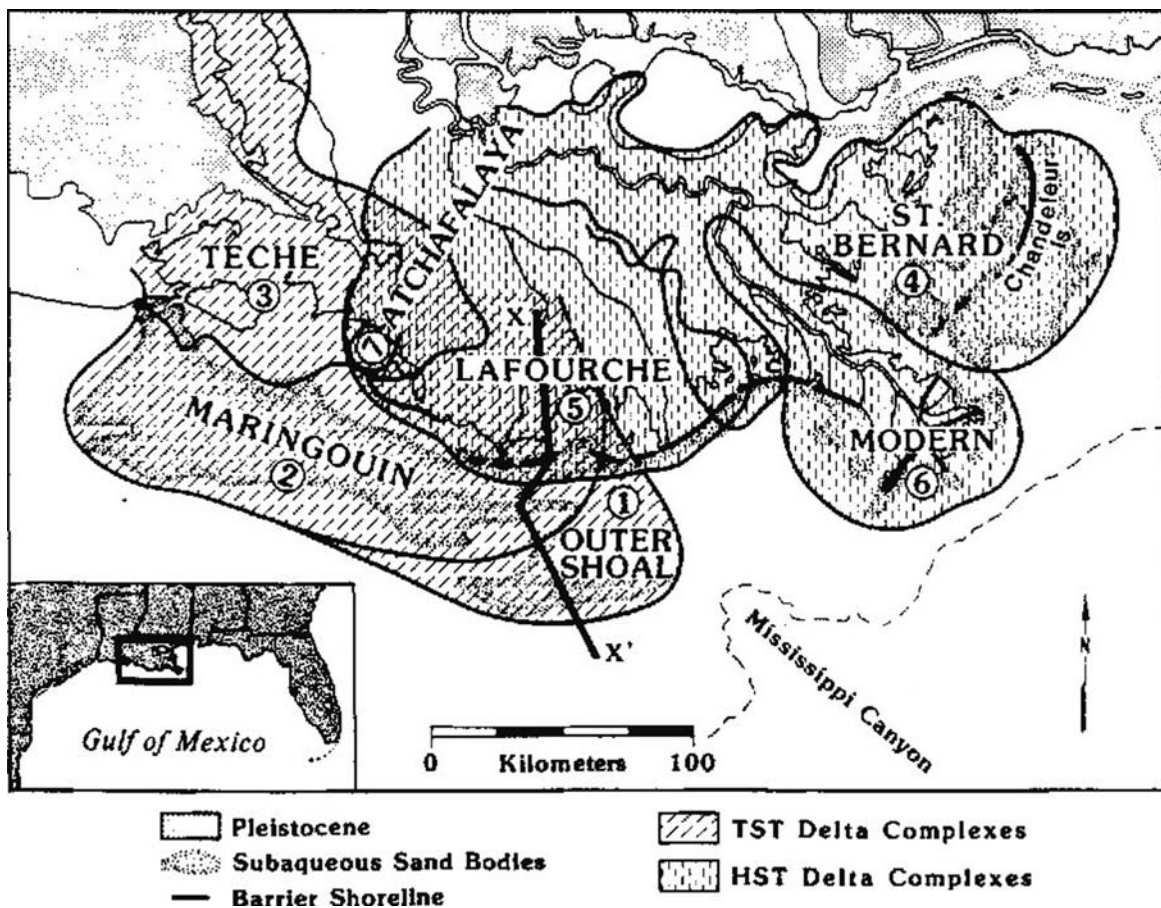 ATCHAFALAYA
ST.
BERNARD
④
Chandeleur
Is.
TECHE
③
X
⑦
LAFOURCHE
⑤
MARINGOUIN
②
MODERN
⑥
①
OUTER
SHOAL
X'
Mississippi Canyon
N
Gulf of Mexico
0 Kilometers 100
Pleistocene
Subaqueous Sand Bodies
Barrier Shoreline
TST Delta Complexes
HST Delta Complexes